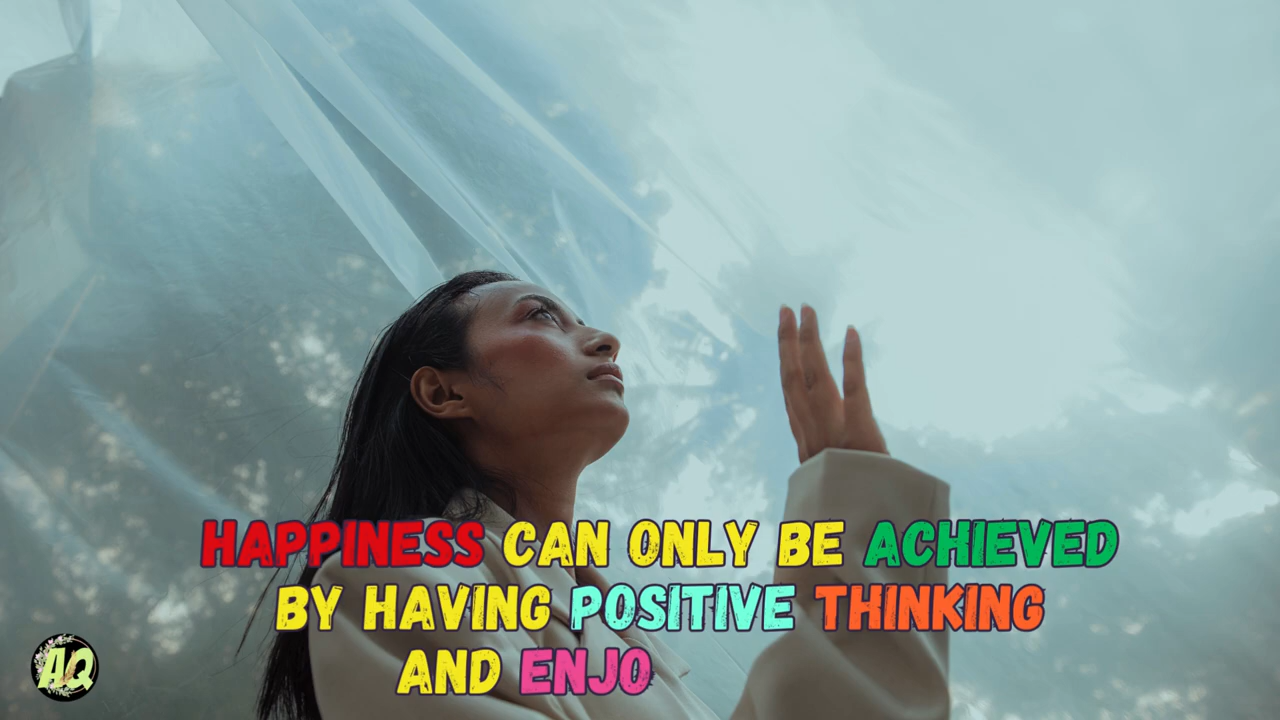 HAPPINESS CAN ONLY BE ACHIEVED
BY HAVING POSITIVE THINKING
AND ENJO
AQ